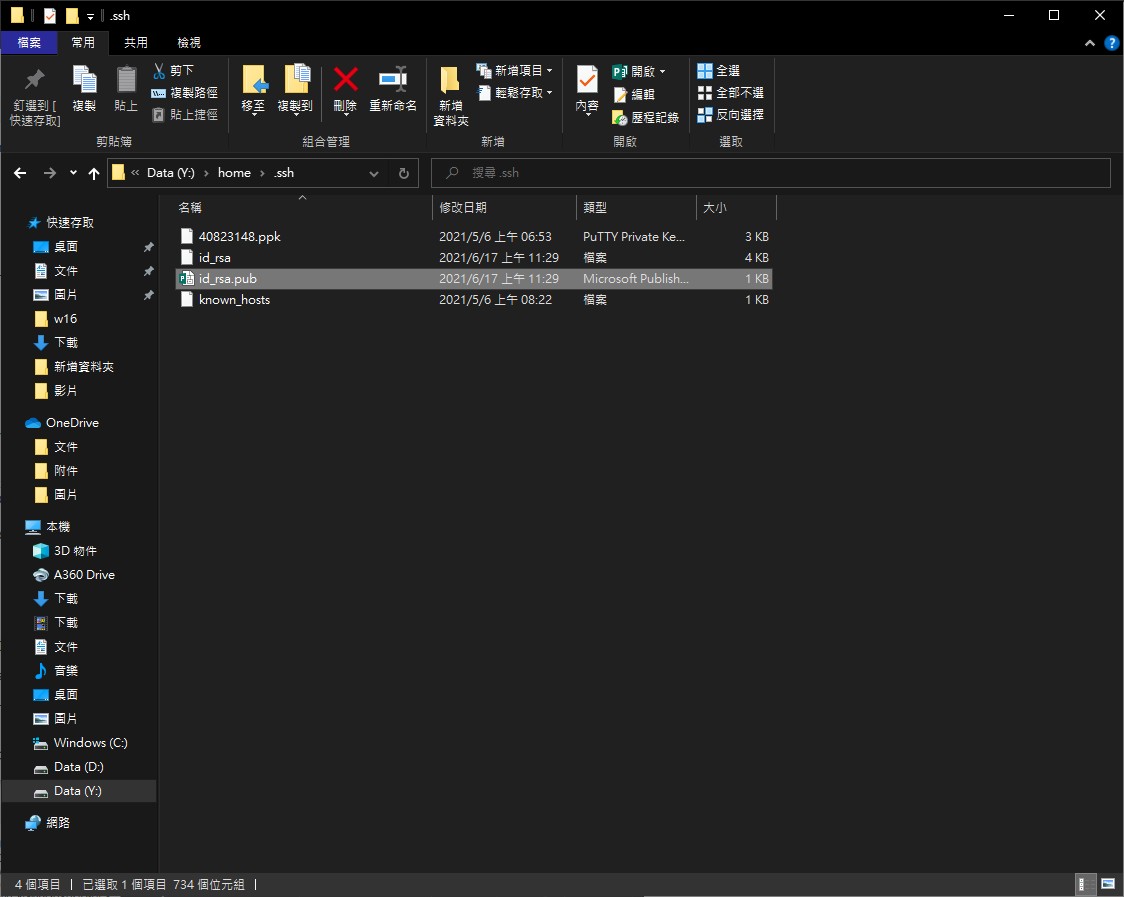 .ssh
檔案 常用 共用 檢視
釘選到 [快速存取]
複製
貼上
剪下
複製路徑
貼上捷徑
剪貼簿
移至
複製到
刪除
重新命名
組合管理
新增資料夾
新增項目
輕鬆存取
新增
內容
開啟
編輯
歷程記錄
開啟
全選
全部不選
反向選擇
選取
« Data (Y:) › home › .ssh
搜尋 .ssh
快速存取
桌面
文件
圖片
w16
下載
新增資料夾
影片
OneDrive
文件
附件
圖片
本機
3D 物件
A360 Drive
下載
下載
文件
音樂
桌面
圖片
Windows (C:)
Data (D:)
Data (Y:)
網路
名稱 修改日期 類型 大小
40823148.ppk 2021/5/6 上午 06:53 PuTTY Private Ke... 3 KB
id_rsa 2021/6/17 上午 11:29 檔案 4 KB
id_rsa.pub 2021/6/17 上午 11:29 Microsoft Publish... 1 KB
known_hosts 2021/5/6 上午 08:22 檔案 1 KB
4 個項目 已選取 1 個項目 734 個位元組